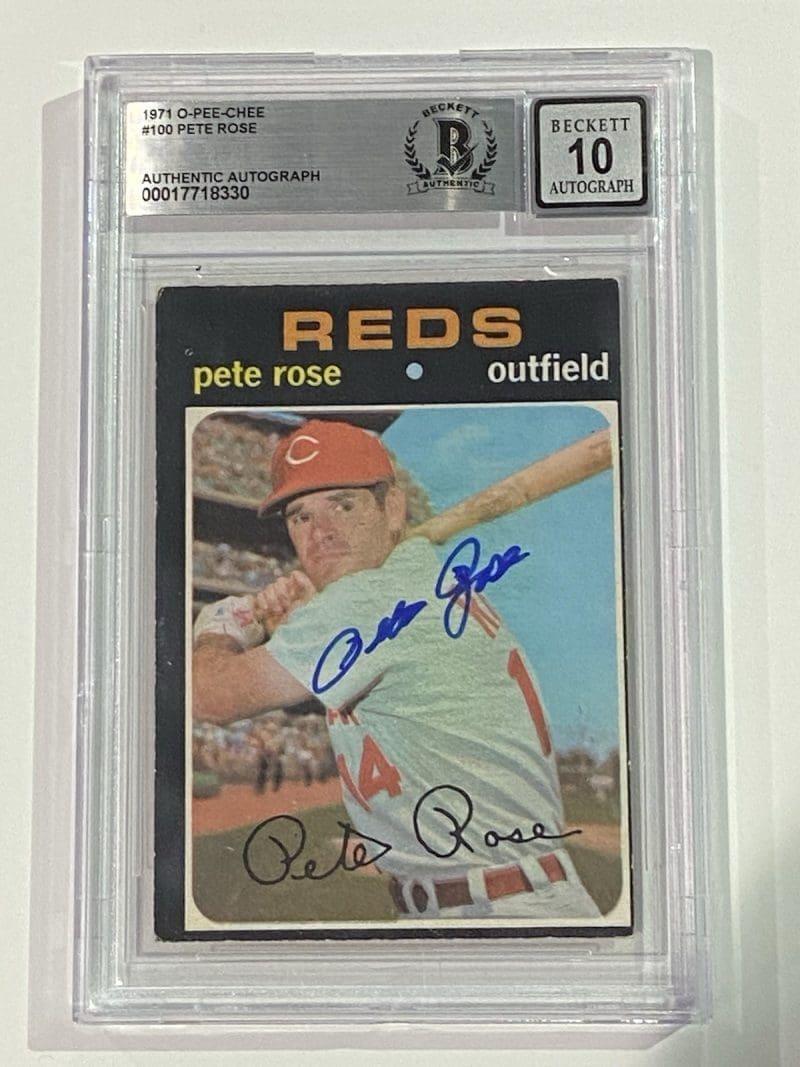 1971 O-PEE-CHEE
#100 PETE ROSE
AUTHENTIC AUTOGRAPH
00017718330
BECKETT
B
AUTHENTIC
BECKETT
10
AUTOGRAPH
REDS
pete rose • outfield
C
Pete Rose
1
14
Pete Rose